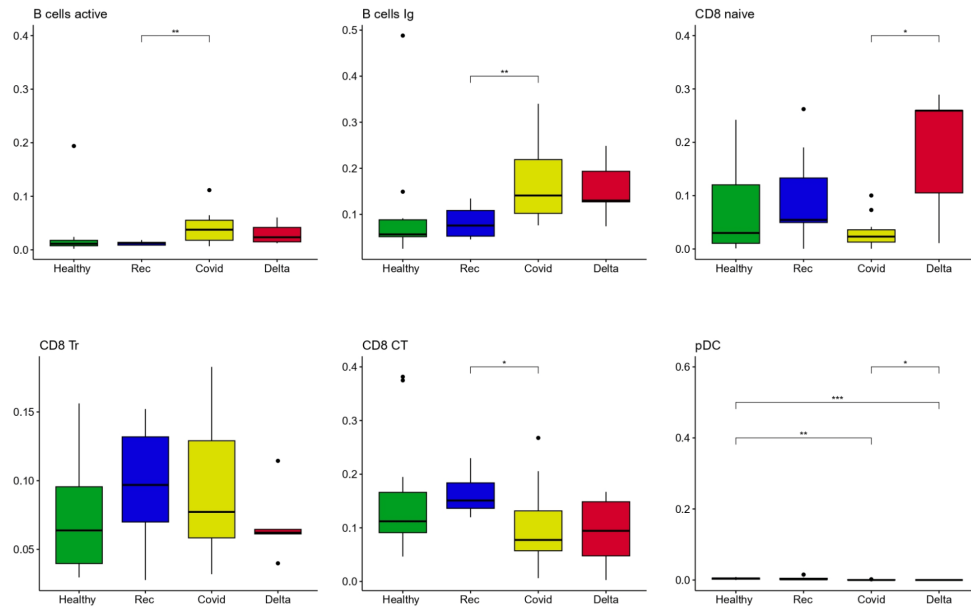 B cells active
0.4
0.3
0.2
0.1
0.0
**
Healthy Rec Covid Delta
B cells Ig
0.5
0.4
0.3
0.2
0.1
**
Healthy Rec Covid Delta
CD8 naive
0.4
0.3
0.2
0.1
0.0
*
Healthy Rec Covid Delta
CD8 Tr
0.15
0.10
0.05
Healthy Rec Covid Delta
CD8 CT
0.4
0.3
0.2
0.1
0.0
*
Healthy Rec Covid Delta
pDC
0.6
0.4
0.2
0.0
*
***
**
Healthy Rec Covid Delta